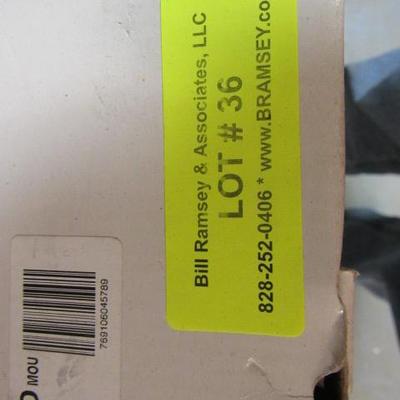 Bill Ramsey & Associates, LLC
LOT # 36
828-252-0406 * www.BRAMSEY.co
769106045789
MOU